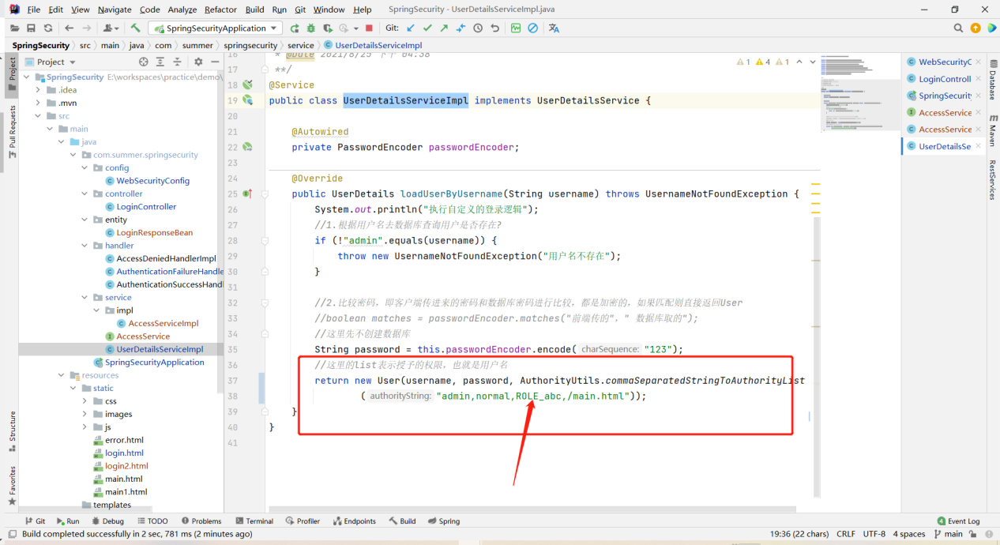 File Edit View Navigate Code Analyze Refactor Build Run Git Window Help SpringSecurity - UserDetailsServiceImpl.java
SpringSecurityApplication Git:
SpringSecurity src main java com summer springsecurity service UserDetailsServiceImpl
Project
SpringSecurity E:\workspaces\practice\demo\
.idea
.mvn
src
main
java
com.summer.springsecurity
config
WebSecurityConfig
controller
LoginController
entity
LoginResponseBean
handler
AccessDeniedHandlerImpl
AuthenticationFailureHandle
AuthenticationSuccessHand
service
impl
AccessServiceImpl
AccessService
UserDetailsServiceImpl
SpringSecurityApplication
resources
static
css
images
js
error.html
login.html
login2.html
main.html
main1.html
templates
Project
Pull Requests
Structure
Favorites
16 * @Date 2021/8/25 下午 04:38
17 **/
18 @Service
19 public class UserDetailsServiceImpl implements UserDetailsService {
20
21 @Autowired
22 private PasswordEncoder passwordEncoder;
23
24 @Override
25 public UserDetails loadUserByUsername(String username) throws UsernameNotFoundException {
26 System.out.println("执行自定义的登录逻辑");
27 //1.根据用户名去数据库查询用户是否存在?
28 if (!"admin".equals(username)) {
29 throw new UsernameNotFoundException("用户名不存在");
30 }
31
32 //2.比较密码，即客户端传进来的密码和数据库密码进行比较，都是加密的，如果匹配则直接返回User
33 //boolean matches = passwordEncoder.matches("前端传的"，" 数据库取的");
34 //这里先不创建数据库
35 String password = this.passwordEncoder.encode( charSequence: "123");
36 //这里的list表示授予的权限，也就是用户名
37 return new User(username, password, AuthorityUtils.commaSeparatedStringToAuthorityList
38 ( authorityString: "admin,normal,ROLE_abc,/main.html"));
39 }
40 }
41
1 4 1
WebSecurityC
LoginControll
SpringSecurity
AccessService
AccessService
UserDetailsSe
Database
Maven
RestServices
Git Run Debug TODO Problems Terminal Profiler Endpoints Build Spring 4 Event Log
Build completed successfully in 2 sec, 781 ms (2 minutes ago) 19:36 (22 chars) CRLF UTF-8 4 spaces main